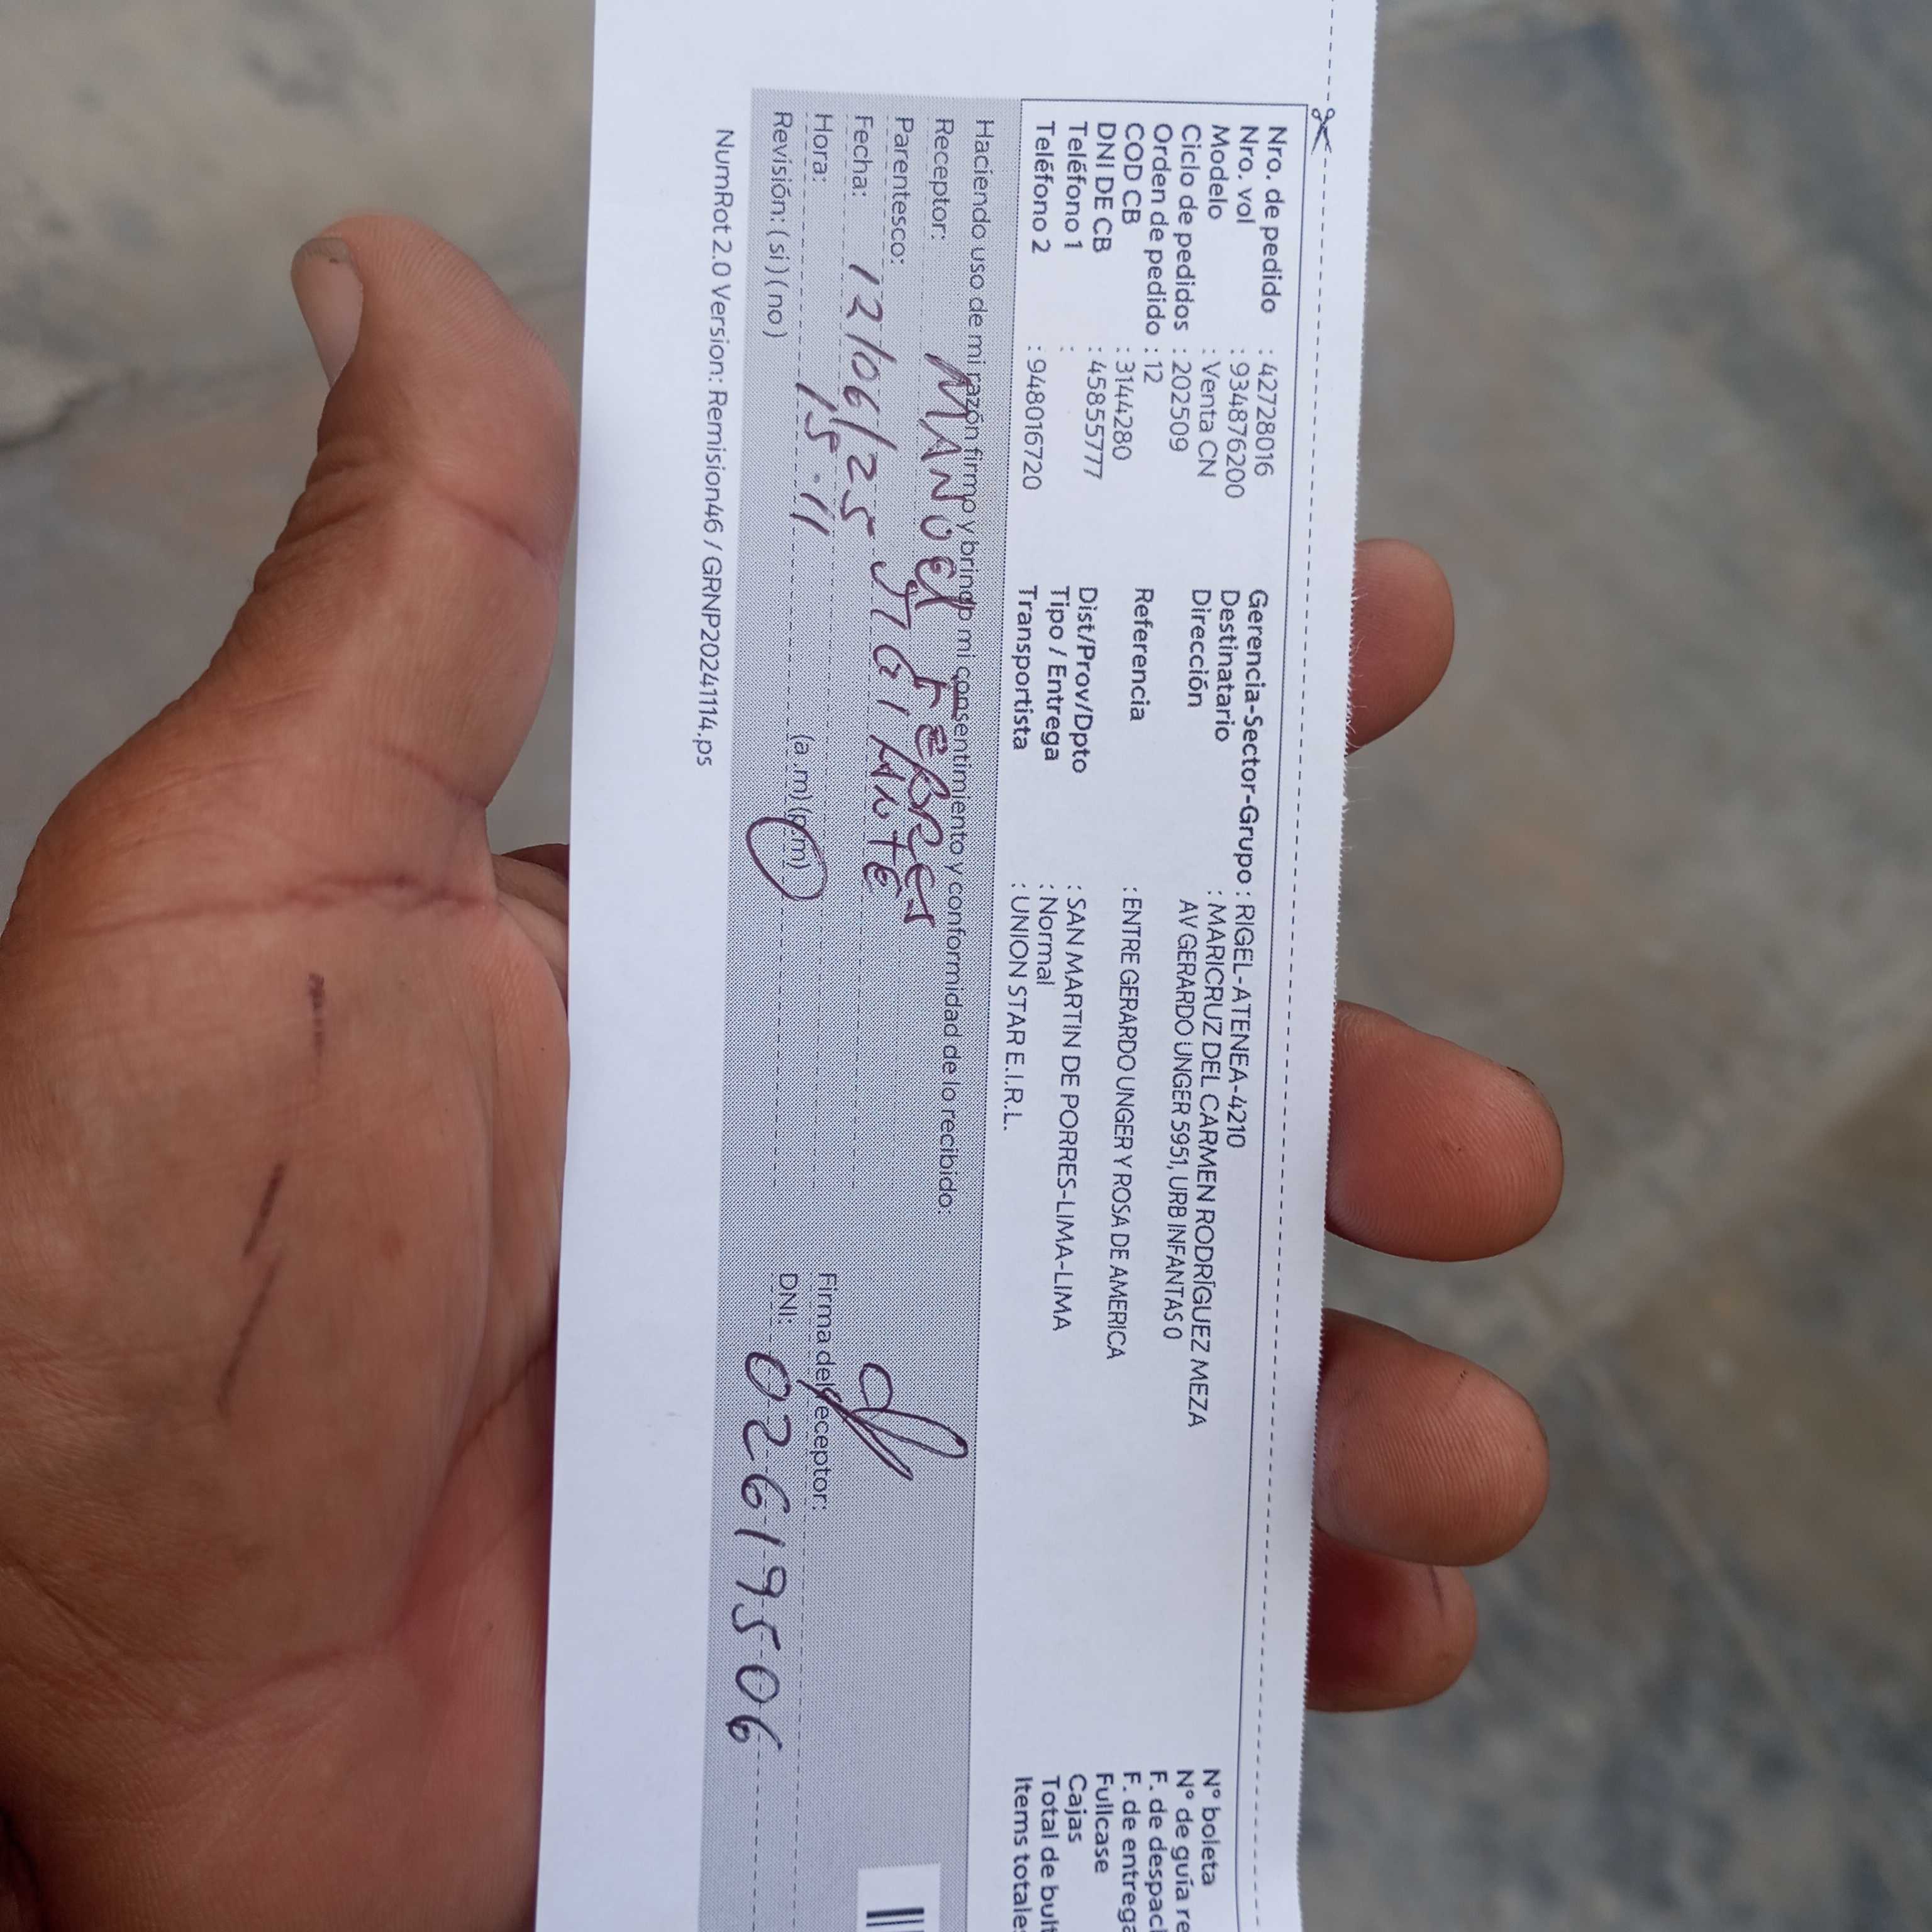 Nro. de pedido : 42728016
Nro. vol : 934876200
Modelo : Venta CN
Ciclo de pedidos : 202509
Orden de pedido : 12
COD CB : 31442280
DNI DE CB : 45855777
Teléfono 1 :
Teléfono 2 : 948016720
Gerencia-Sector-Grupo : RIGEL-ATENEA-4210
Destinatario : MARICRUZ DEL CARMEN RODRÍGUEZ MEZA
Dirección AV GERARDO UNGER 5951, URB INFANTAS 0
Referencia : ENTRE GERARDO UNGER Y ROSA DE AMERICA
Dist/Prov/Dpto : SAN MARTIN DE PORRES-LIMA-LIMA
Tipo / Entrega : Normal
Transportista : UNION STAR E.I.R.L.
N° boleta
N° de guía re
F. de despac
F. de entrega
Fullcase
Cajas
Total de bult
Items totale
Haciendo uso de mi razón firmo y brindo mi consentimiento y conformidad de lo recibido:
Receptor: MANUEL
Parentesco:
Fecha: 12/06/25
Hora: 15:11 (a.m) (p.m)
Revisión: ( si ) ( no )
Firma del receptor:
DNI: 02619506
NumRot 2.0 Version: Remision46 / GRNP20241114.ps